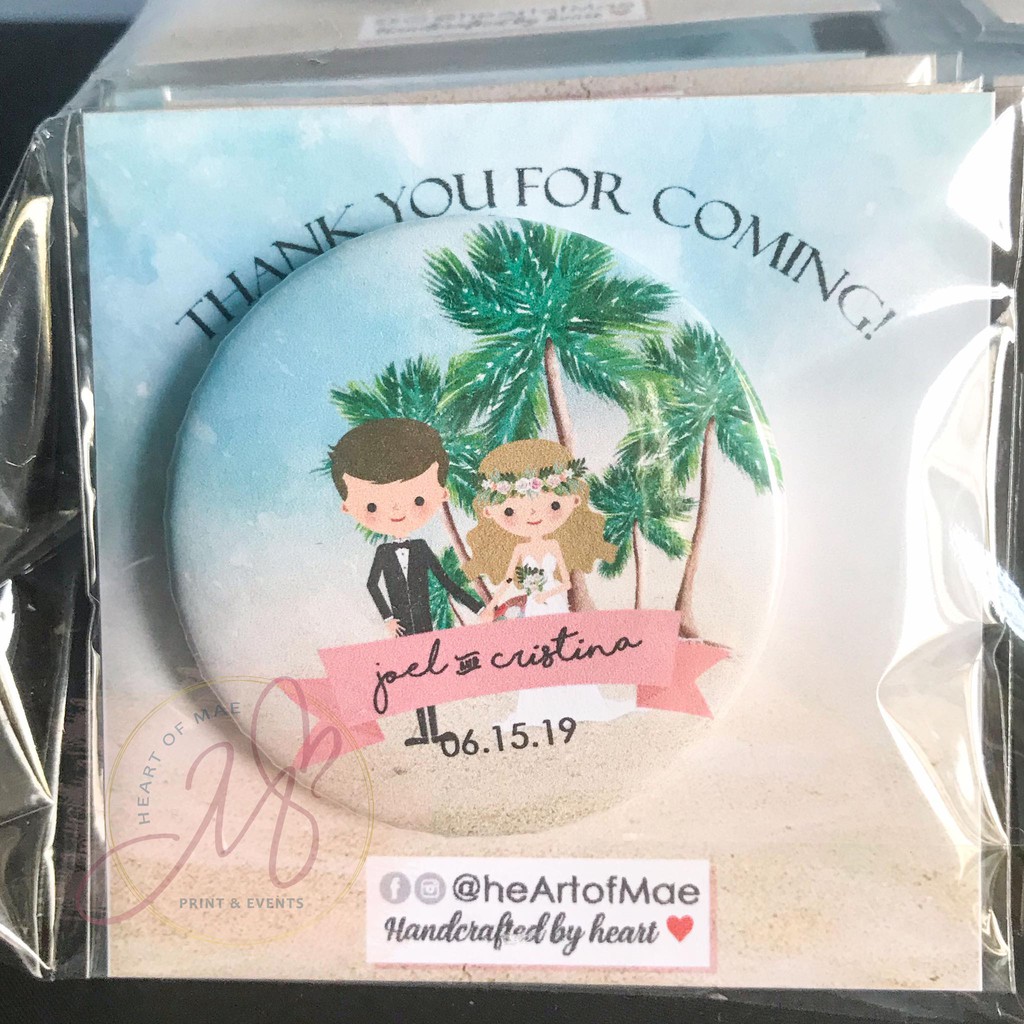 THANK YOU FOR COMING!
joel AND cristina
06.15.19
HEART OF MAE
PRINT & EVENTS
@heArtofMae
Handcrafted by heart